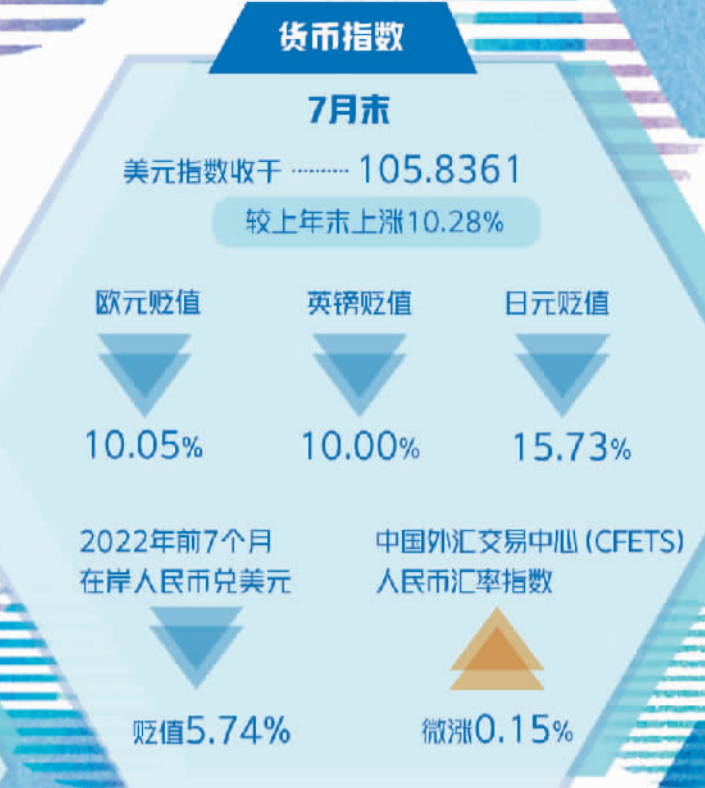 货币指数
7月末
美元指数收于 ········· 105.8361
较上年末上涨10.28%
欧元贬值 英镑贬值 日元贬值
10.05% 10.00% 15.73%
2022年前7个月
在岸人民币兑美元
中国外汇交易中心(CFETS)
人民币汇率指数
贬值5.74%
微涨0.15%